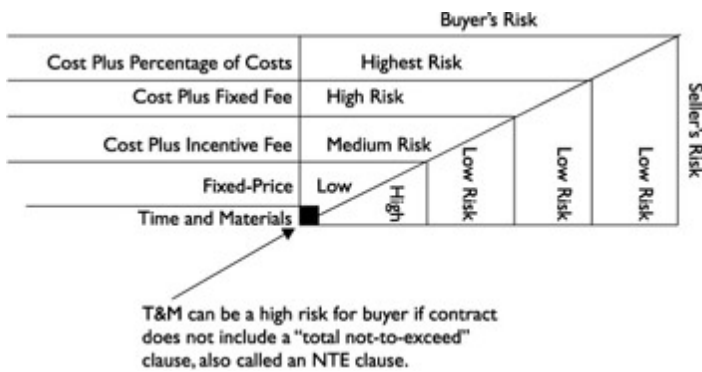 Buyer's Risk
Cost Plus Percentage of Costs Highest Risk
Cost Plus Fixed Fee High Risk
Cost Plus Incentive Fee Medium Risk
Fixed-Price Low
High
Low Risk
Low Risk
Low Risk
Seller's Risk
Time and Materials
T&M can be a high risk for buyer if contract
does not include a “total not-to-exceed”
clause, also called an NTE clause.